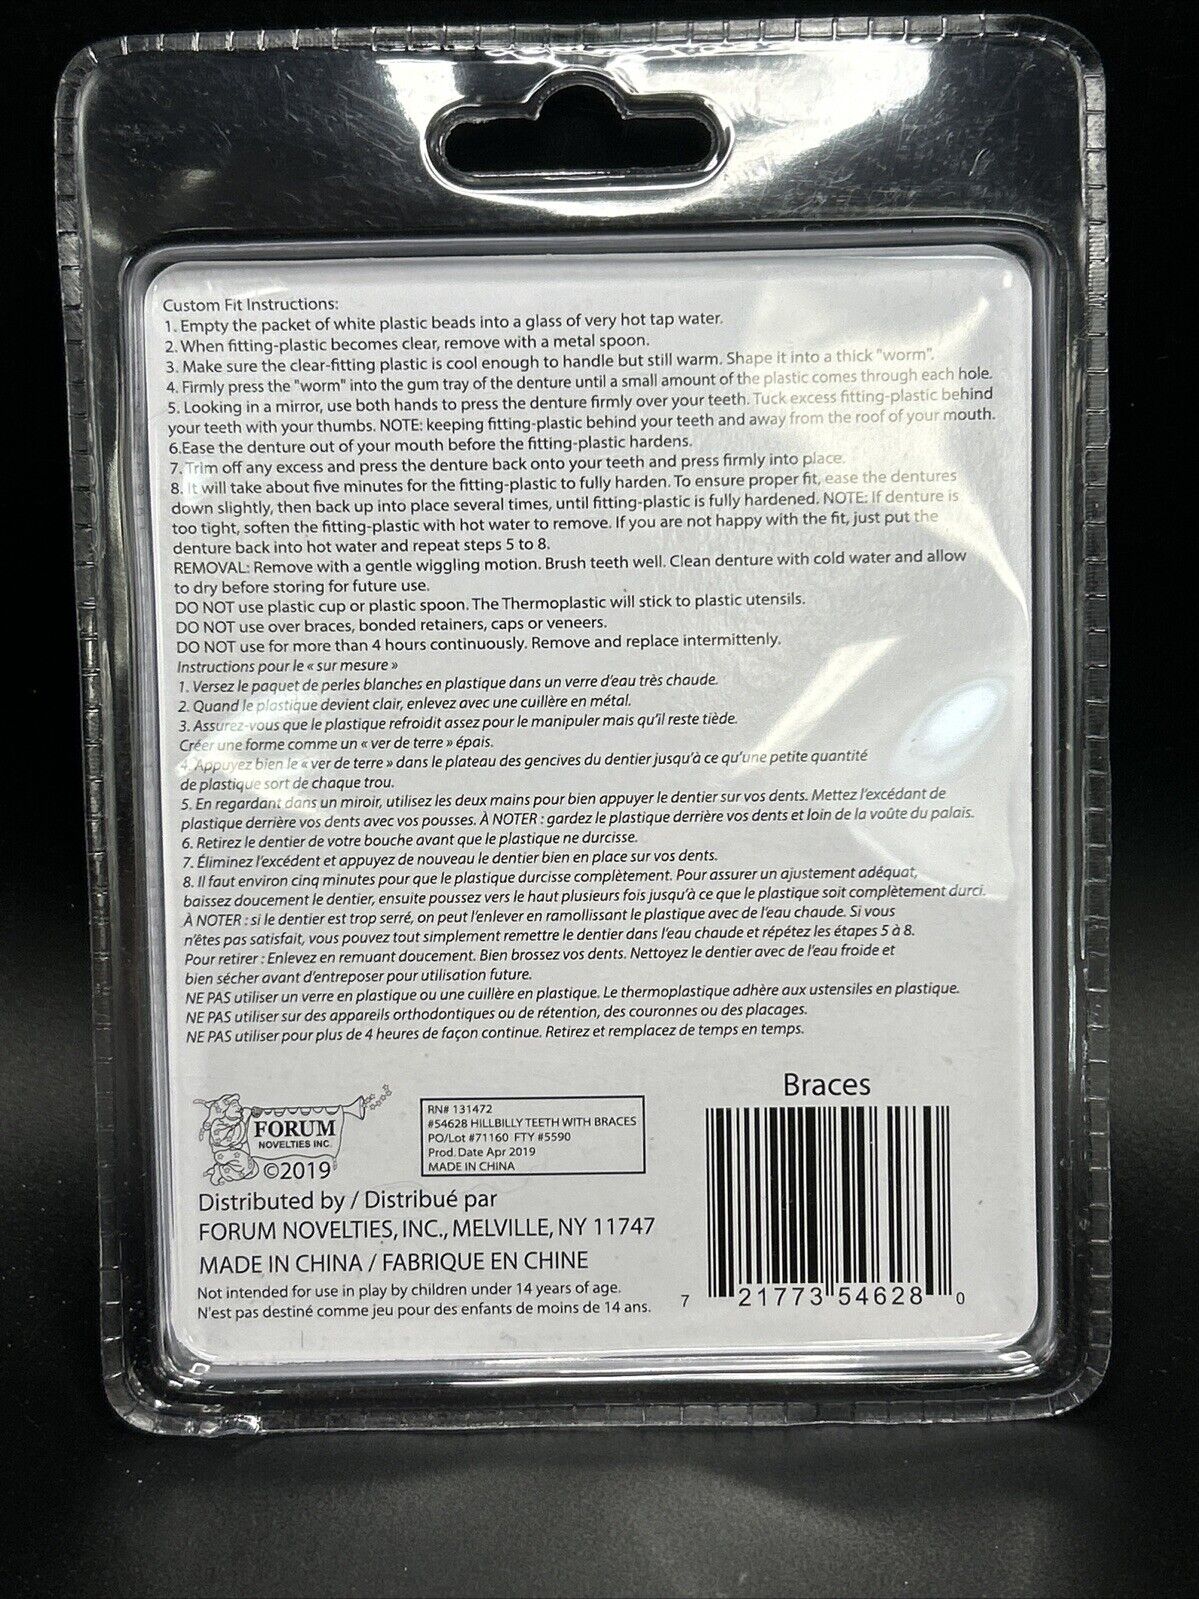 Custom Fit Instructions:
1. Empty the packet of white plastic beads into a glass of very hot tap water.
2. When fitting-plastic becomes clear, remove with a metal spoon.
3. Make sure the clear-fitting plastic is cool enough to handle but still warm. Shape it into a thick "worm".
4. Firmly press the "worm" into the gum tray of the denture until a small amount of the plastic comes through each hole.
5. Looking in a mirror, use both hands to press the denture firmly over your teeth. Tuck excess fitting-plastic behind
your teeth with your thumbs. NOTE: keeping fitting-plastic behind your teeth and away from the roof of your mouth.
6.Ease the denture out of your mouth before the fitting-plastic hardens.
7. Trim off any excess and press the denture back onto your teeth and press firmly into place.
8. It will take about five minutes for the fitting-plastic to fully harden. To ensure proper fit, ease the dentures
down slightly, then back up into place several times, until fitting-plastic is fully hardened. NOTE: If denture is
too tight, soften the fitting-plastic with hot water to remove. If you are not happy with the fit, just put the
denture back into hot water and repeat steps 5 to 8.
REMOVAL: Remove with a gentle wiggling motion. Brush teeth well. Clean denture with cold water and allow
to dry before storing for future use.
DO NOT use plastic cup or plastic spoon. The Thermoplastic will stick to plastic utensils.
DO NOT use over braces, bonded retainers, caps or veneers.
DO NOT use for more than 4 hours continuously. Remove and replace intermittenly.
Instructions pour le « sur mesure »
1. Versez le paquet de perles blanches en plastique dans un verre d'eau très chaude.
2. Quand le plastique devient clair, enlevez avec une cuillère en métal.
3. Assurez-vous que le plastique refroidit assez pour le manipuler mais qu'il reste tiède.
Créer une forme comme un « ver de terre » épais.
4. Appuyez bien le « ver de terre » dans le plateau des gencives du dentier jusqu'à ce qu'une petite quantité
de plastique sort de chaque trou.
5. En regardant dans un miroir, utilisez les deux mains pour bien appuyer le dentier sur vos dents. Mettez l'excédant de
plastique derrière vos dents avec vos pousses. À NOTER : gardez le plastique derrière vos dents et loin de la voûte du palais.
6. Retirez le dentier de votre bouche avant que le plastique ne durcisse.
7. Éliminez l'excédent et appuyez de nouveau le dentier bien en place sur vos dents.
8. Il faut environ cinq minutes pour que le plastique durcisse complètement. Pour assurer un ajustement adéquat,
baissez doucement le dentier, ensuite poussez vers le haut plusieurs fois jusqu'à ce que le plastique soit complètement durci.
À NOTER : si le dentier est trop serré, on peut l'enlever en ramollissant le plastique avec de l'eau chaude. Si vous
n'êtes pas satisfait, vous pouvez tout simplement remettre le dentier dans l'eau chaude et répétez les étapes 5 à 8.
Pour retirer : Enlevez en remuant doucement. Bien brossez vos dents. Nettoyez le dentier avec de l'eau froide et
bien sécher avant d'entreposer pour utilisation future.
NE PAS utiliser un verre en plastique ou une cuillère en plastique. Le thermoplastique adhère aux ustensiles en plastique.
NE PAS utiliser sur des appareils orthodontiques ou de rétention, des couronnes ou des placages.
NE PAS utiliser pour plus de 4 heures de façon continue. Retirez et remplacez de temps en temps.
FORUM
NOVELTIES INC.
©2019
RN# 131472
#54628 HILLBILLY TEETH WITH BRACES
PO/Lot #71160 FTY #5590
Prod. Date Apr 2019
MADE IN CHINA
Distributed by / Distribué par
FORUM NOVELTIES, INC., MELVILLE, NY 11747
MADE IN CHINA / FABRIQUE EN CHINE
Not intended for use in play by children under 14 years of age.
N'est pas destiné comme jeu pour des enfants de moins de 14 ans.
Braces
7 21773 54628 0